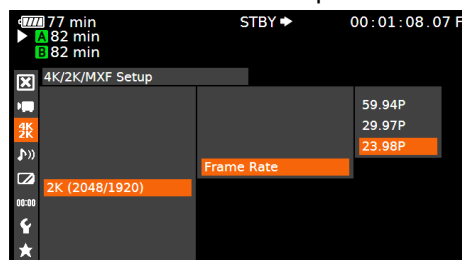 77 min STBY 00:01:08.07 F
A 82 min
B 82 min
4K/2K/MXF Setup
59.94P
4K 2K 29.97P
23.98P
Frame Rate
2K (2048/1920)
00:00